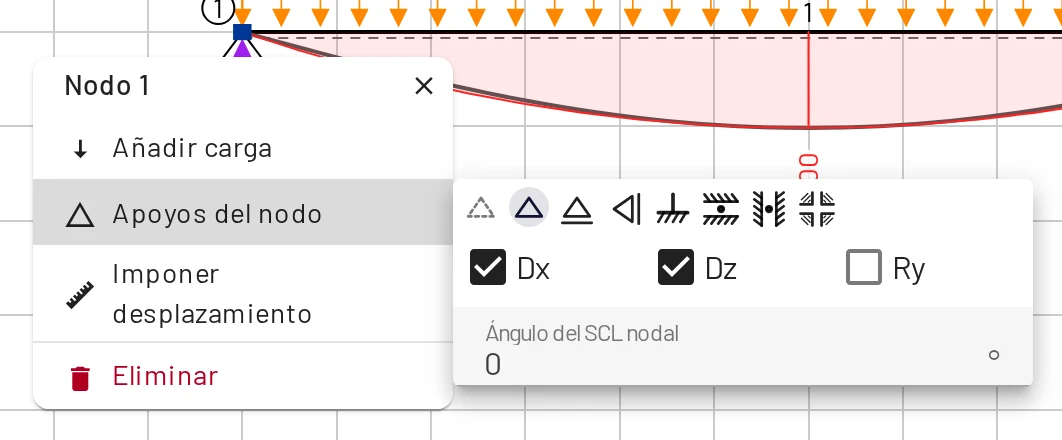 1
1
Nodo 1
Añadir carga
Apoyos del nodo
Imponer
desplazamiento
Eliminar
Dx
Dz
Ry
Ángulo del SCL nodal
0
°